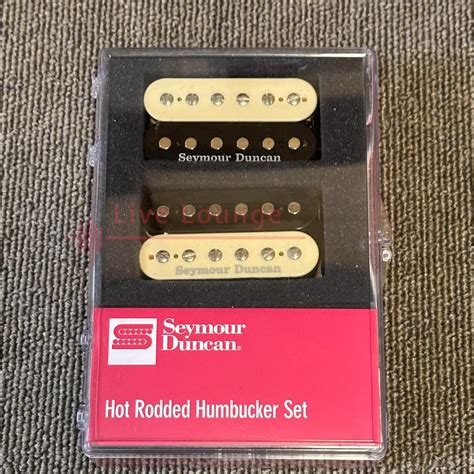 Seymour Duncan
Live Lounge
Seymour Duncan
Seymour
Duncan®
Hot Rodded Humbucker Set